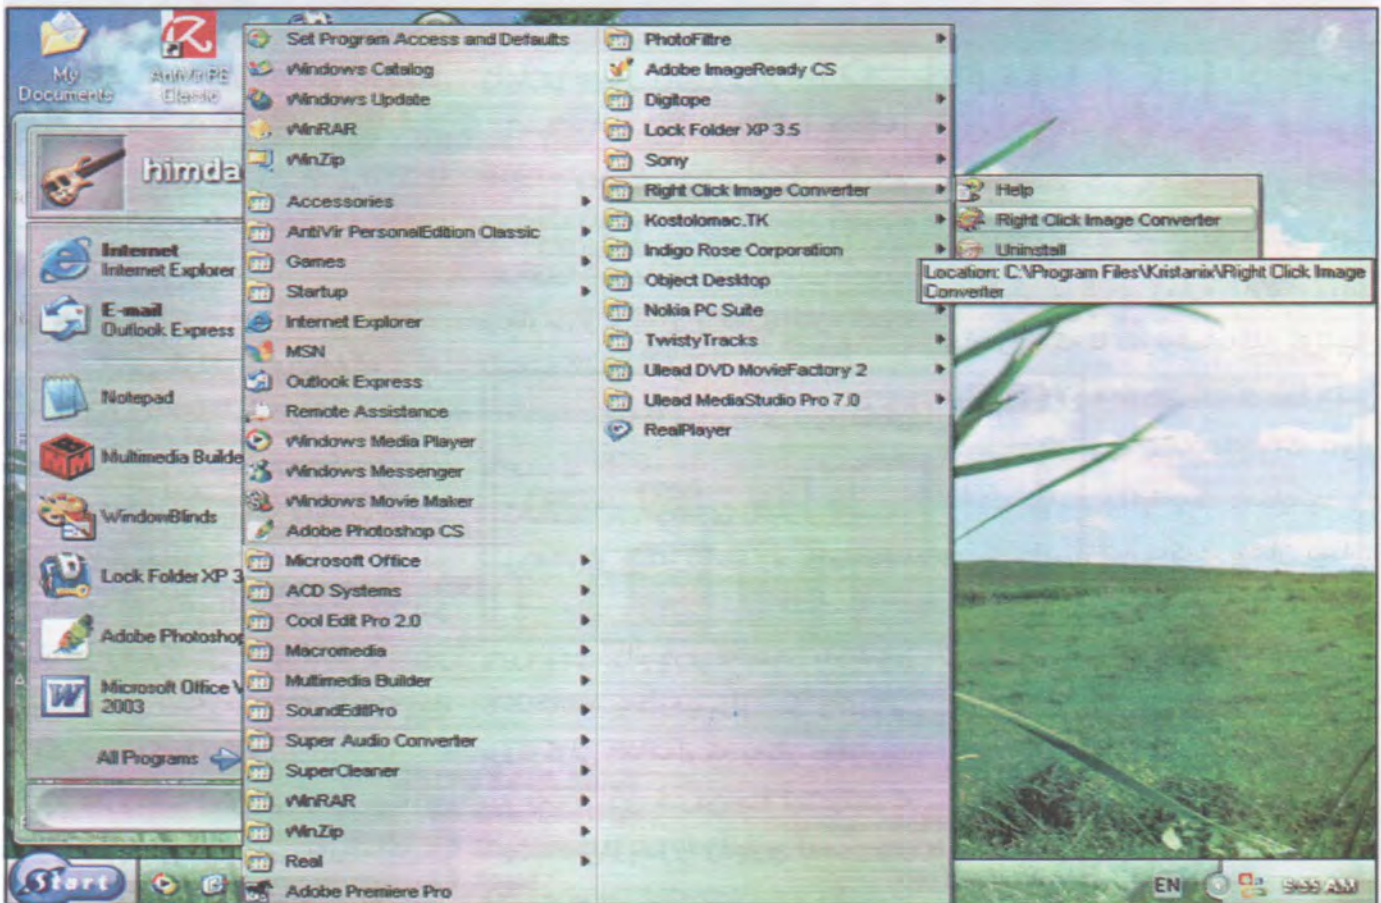 My
Documents
AntiVir PE
Classic
himda
Internet
Internet Explorer
E-mail
Outlook Express
Notepad
Multimedia Builde
WindowBlinds
Lock Folder XP 3
Adobe Photoshop
Microsoft Office
2003
All Programs
Start
Set Program Access and Defaults
Windows Catalog
Windows Update
WinRAR
WinZip
Accessories
AntiVir PersonalEdition Classic
Games
Startup
Internet Explorer
MSN
Outlook Express
Remote Assistance
Windows Media Player
Windows Messenger
Windows Movie Maker
Adobe Photoshop CS
Microsoft Office
ACD Systems
Cool Edit Pro 2.0
Macromedia
Multimedia Builder
SoundEditPro
Super Audio Converter
SuperCleaner
WinRAR
WinZip
Real
Adobe Premiere Pro
PhotoFiltre
Adobe ImageReady CS
Digitope
Lock Folder XP 3.5
Sony
Right Click Image Converter
Kostolomac.TK
Indigo Rose Corporation
Object Desktop
Nokia PC Suite
TwistyTracks
Ulead DVD MovieFactory 2
Ulead MediaStudio Pro 7.0
RealPlayer
Help
Right Click Image Converter
Uninstall
Location: C:\Program Files\Kristanix\Right Click Image
Converter
EN
5:55 AM